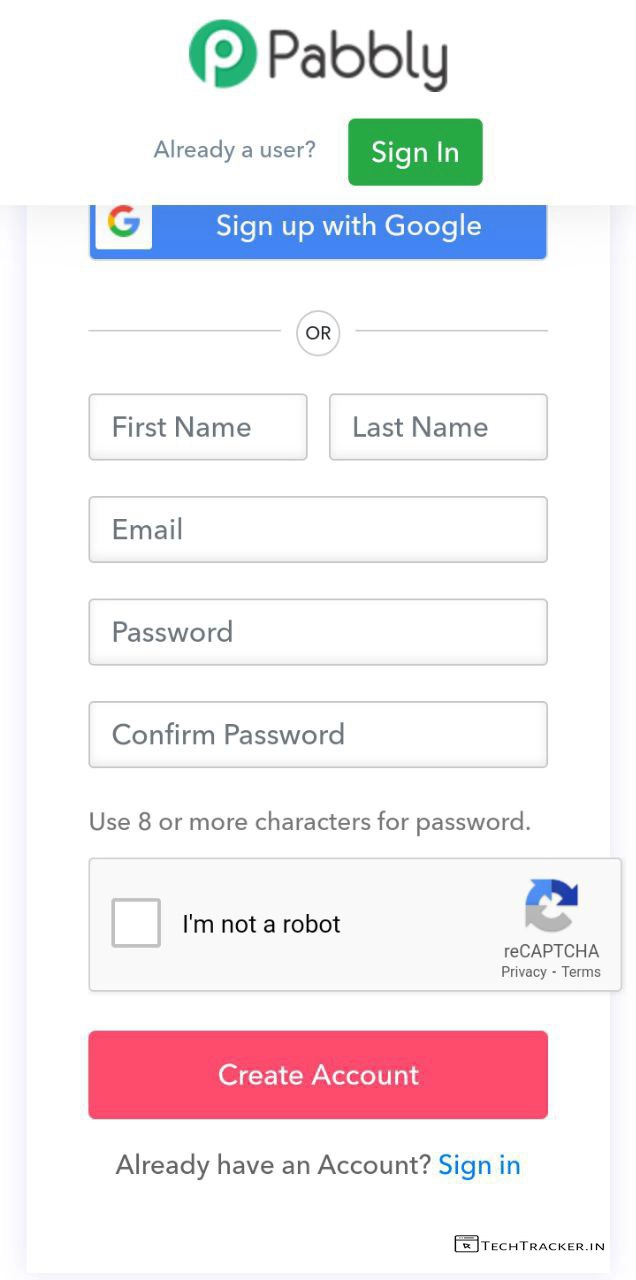 Pabbly
Already a user? Sign In
Sign up with Google
OR
First Name Last Name
Email
Password
Confirm Password
Use 8 or more characters for password.
I'm not a robot
reCAPTCHA
Privacy - Terms
Create Account
Already have an Account? Sign in
TECHTRACKER.IN